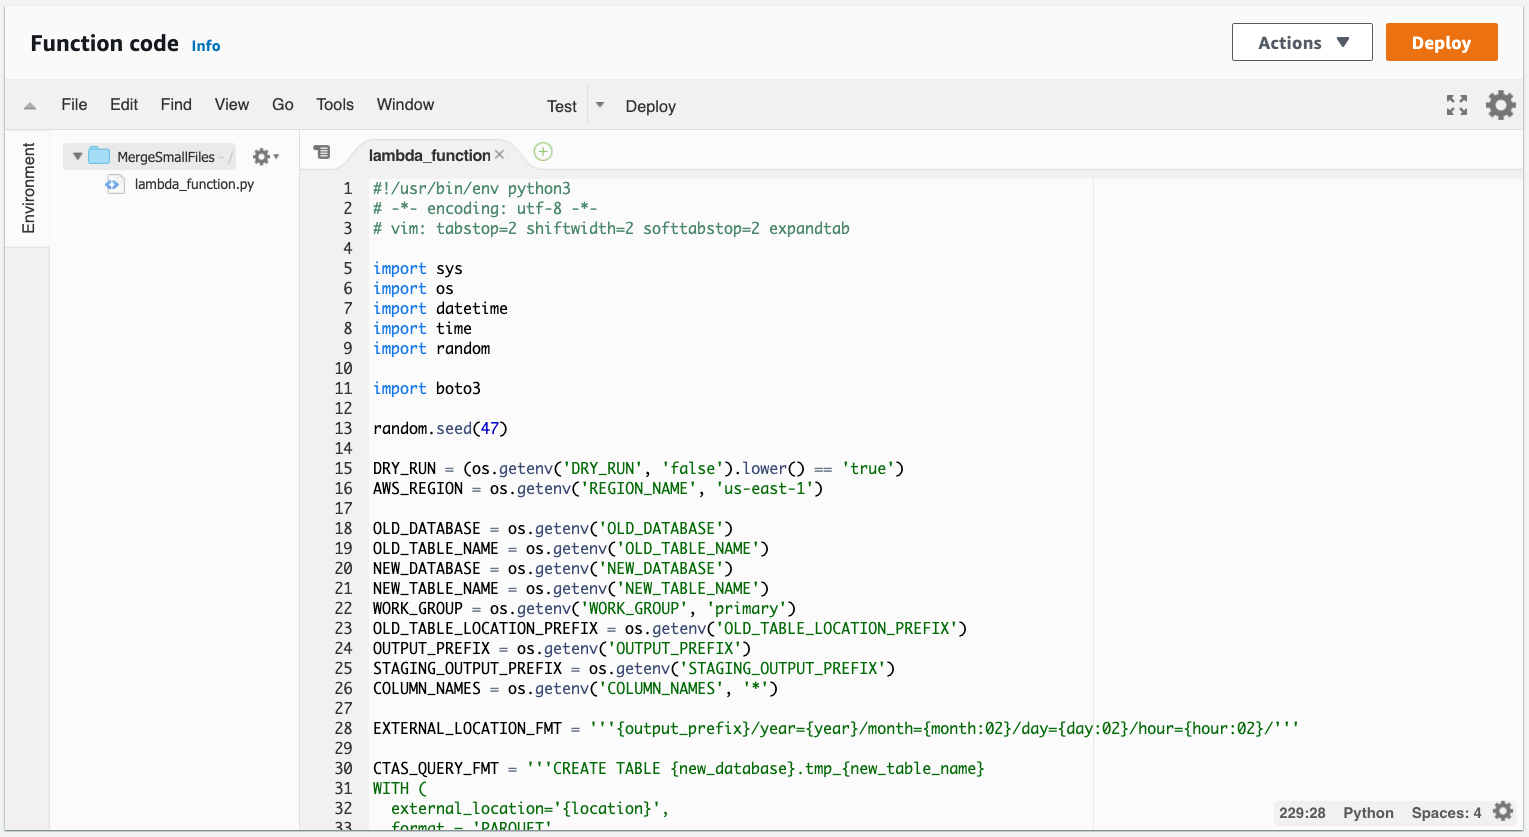 Function code Info
Actions ▼ Deploy
File Edit Find View Go Tools Window Test Deploy
Environment
MergeSmallFiles - /
lambda_function.py
lambda_function ×
1 #!/usr/bin/env python3
2 # -*- encoding: utf-8 -*-
3 # vim: tabstop=2 shiftwidth=2 softtabstop=2 expandtab
4
5 import sys
6 import os
7 import datetime
8 import time
9 import random
10
11 import boto3
12
13 random.seed(47)
14
15 DRY_RUN = (os.getenv('DRY_RUN', 'false').lower() == 'true')
16 AWS_REGION = os.getenv('REGION_NAME', 'us-east-1')
17
18 OLD_DATABASE = os.getenv('OLD_DATABASE')
19 OLD_TABLE_NAME = os.getenv('OLD_TABLE_NAME')
20 NEW_DATABASE = os.getenv('NEW_DATABASE')
21 NEW_TABLE_NAME = os.getenv('NEW_TABLE_NAME')
22 WORK_GROUP = os.getenv('WORK_GROUP', 'primary')
23 OLD_TABLE_LOCATION_PREFIX = os.getenv('OLD_TABLE_LOCATION_PREFIX')
24 OUTPUT_PREFIX = os.getenv('OUTPUT_PREFIX')
25 STAGING_OUTPUT_PREFIX = os.getenv('STAGING_OUTPUT_PREFIX')
26 COLUMN_NAMES = os.getenv('COLUMN_NAMES', '*')
27
28 EXTERNAL_LOCATION_FMT = '''{output_prefix}/year={year}/month={month:02}/day={day:02}/hour={hour:02}/'''
29
30 CTAS_QUERY_FMT = '''CREATE TABLE {new_database}.tmp_{new_table_name}
31 WITH (
32 external_location='{location}',
33 format = 'PARQUET',
229:28 Python Spaces: 4